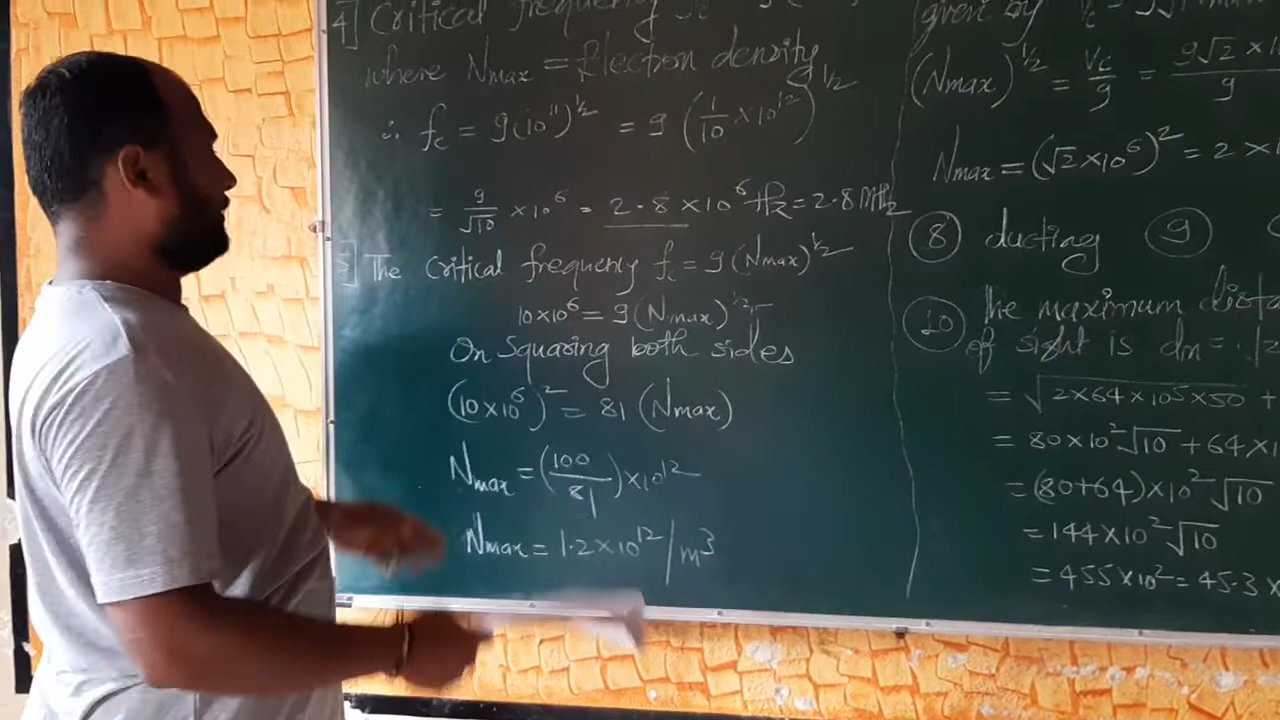 4] Critical frequency
where Nmax = Electron density
∴ fc = 9(10¹¹)^½ = 9 (1/10 × 10¹²)^½
= 9/√10 × 10⁶ = 2.8 × 10⁶ Hz = 2.8 MHz
5] The Critical frequency fc = 9 (Nmax)^½
10×10⁶ = 9 (Nmax)^½
On Squaring both sides
(10×10⁶)² = 81 (Nmax)
Nmax = (100/81) × 10¹²
Nmax = 1.2×10¹² / m³
given by
(Nmax)^½ = Vc/9 = 9√2 ×
Nmax = (√2×10⁶)² = 2 ×
8 ducting 9
10 The maximum
of sight is dm =
= √2×64×10⁵×50 +
= 80×10²√10 + 64×
= (80+64)×10²√10
= 144×10²√10
= 455×10² = 45.3 ×